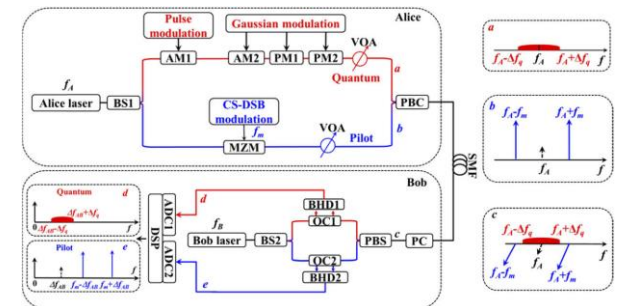 Alice
Pulse
modulation
Gaussian modulation
VOA
AM1
AM2
PM1
PM2
Quantum
a
f_A
Alice laser
BS1
PBC
CS-DSB
modulation
f_m
VOA
b
MZM
Pilot
SMF
Bob
Quantum
d
Δf_AB+Δf_q
0
f
Δf_AB-Δf_q
Pilot
e
0
f
Δf_AB
f_m-Δf_AB
f_m+Δf_AB
DSP
ADC1
ADC2
d
BHD1
OC1
f_B
Bob laser
BS2
PBS
c
PC
OC2
BHD2
e
a
f_A-Δf_q
f_A
f_A+Δf_q
f
b
f_A-f_m
f_A+f_m
f_A
f
c
f_A-Δf_q
f_A+Δf_q
f
f_A-f_m
f_A
f_A+f_m